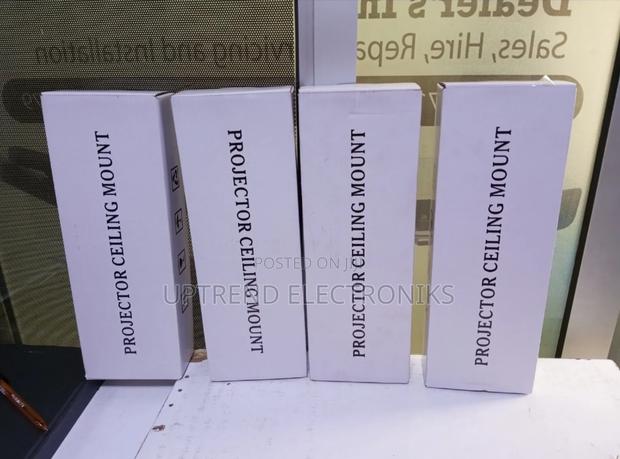 Dealer's in
Sales, Hire, Repa
rvicing and Installation
PROJECTOR CEILING MOUNT
PROJECTOR CEILING MOUNT
PROJECTOR CEILING MOUNT
PROJECTOR CEILING MOUNT
POSTED ON
UPTREND ELECTRONIKS